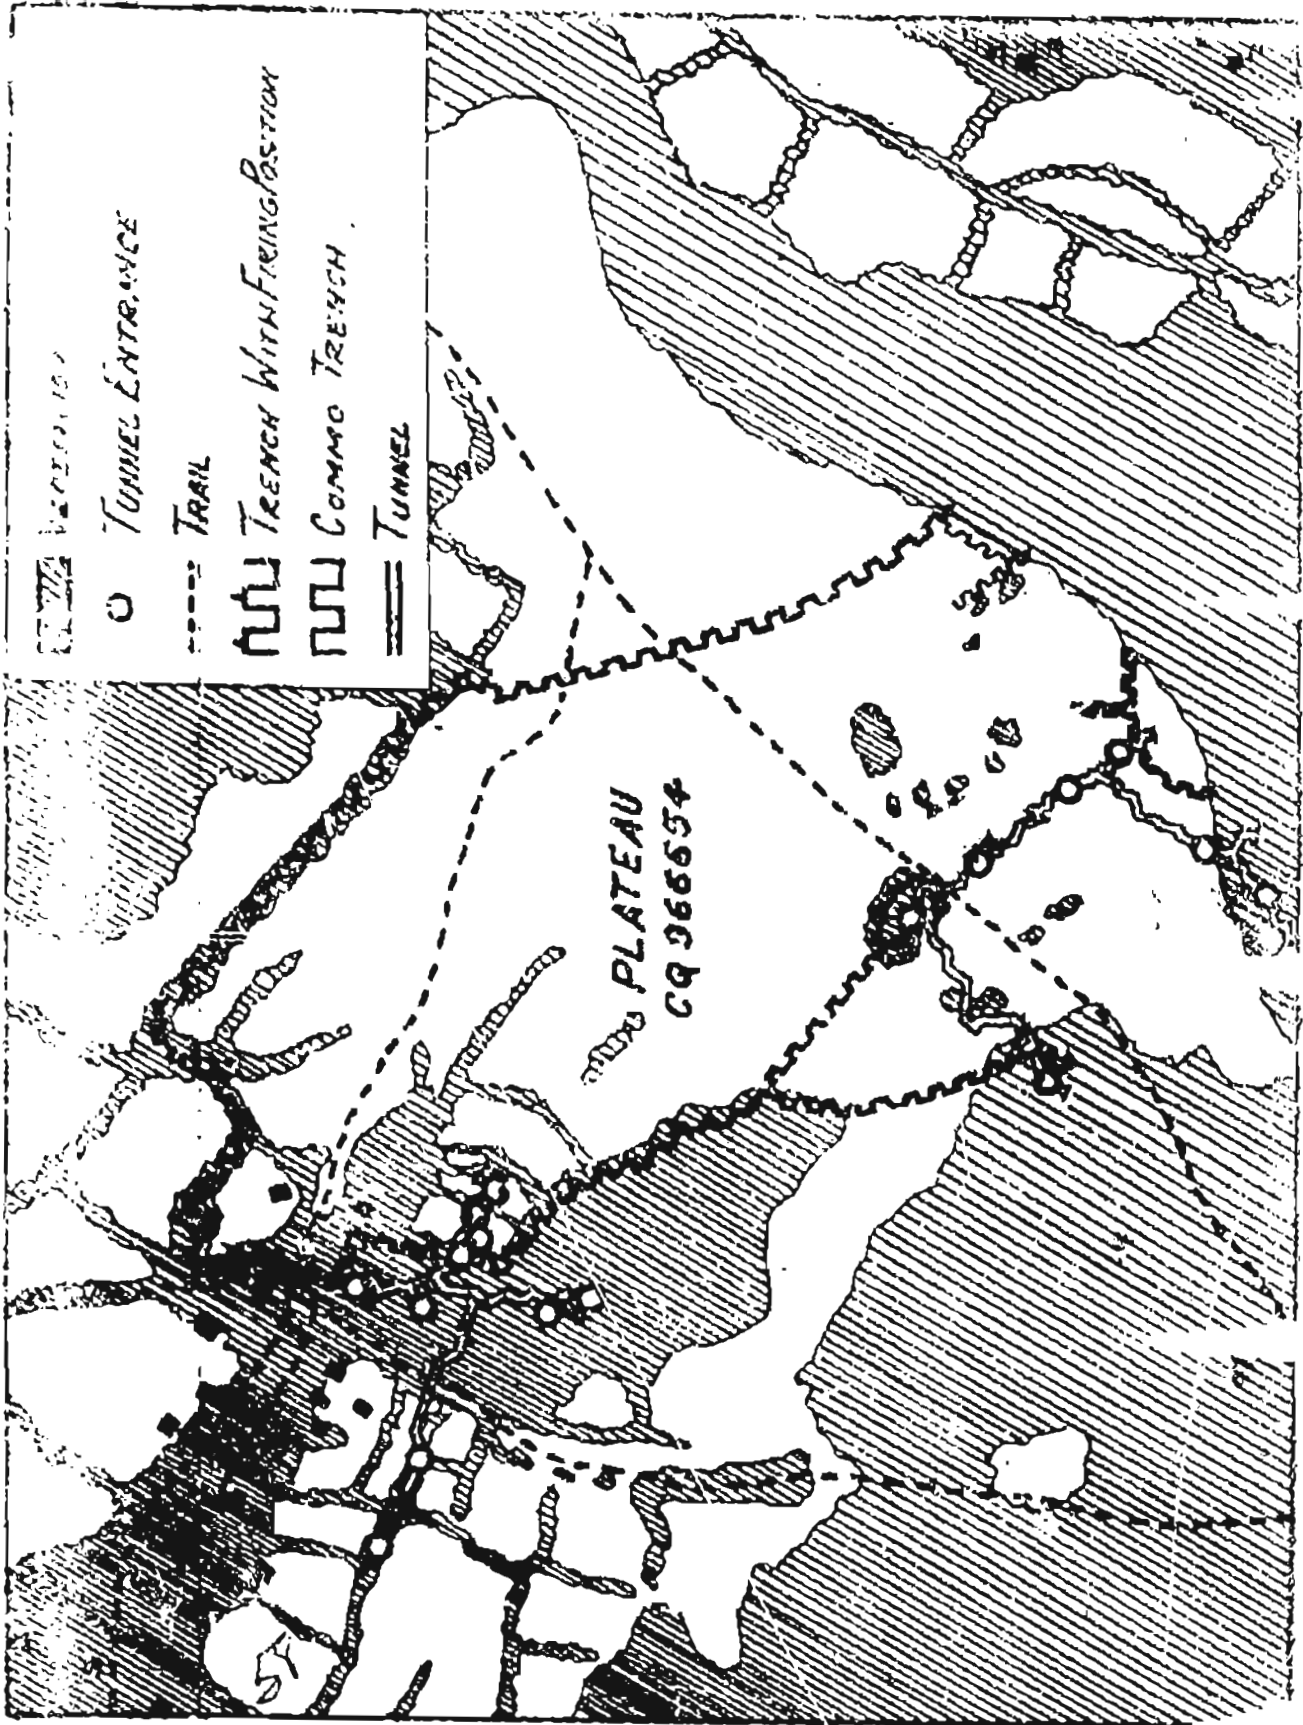 TUNNEL ENTRANCE
TRAIL
TRENCH WITH FIRING POSITION
COMMO TRENCH
TUNNEL
PLATEAU
CQ 366654